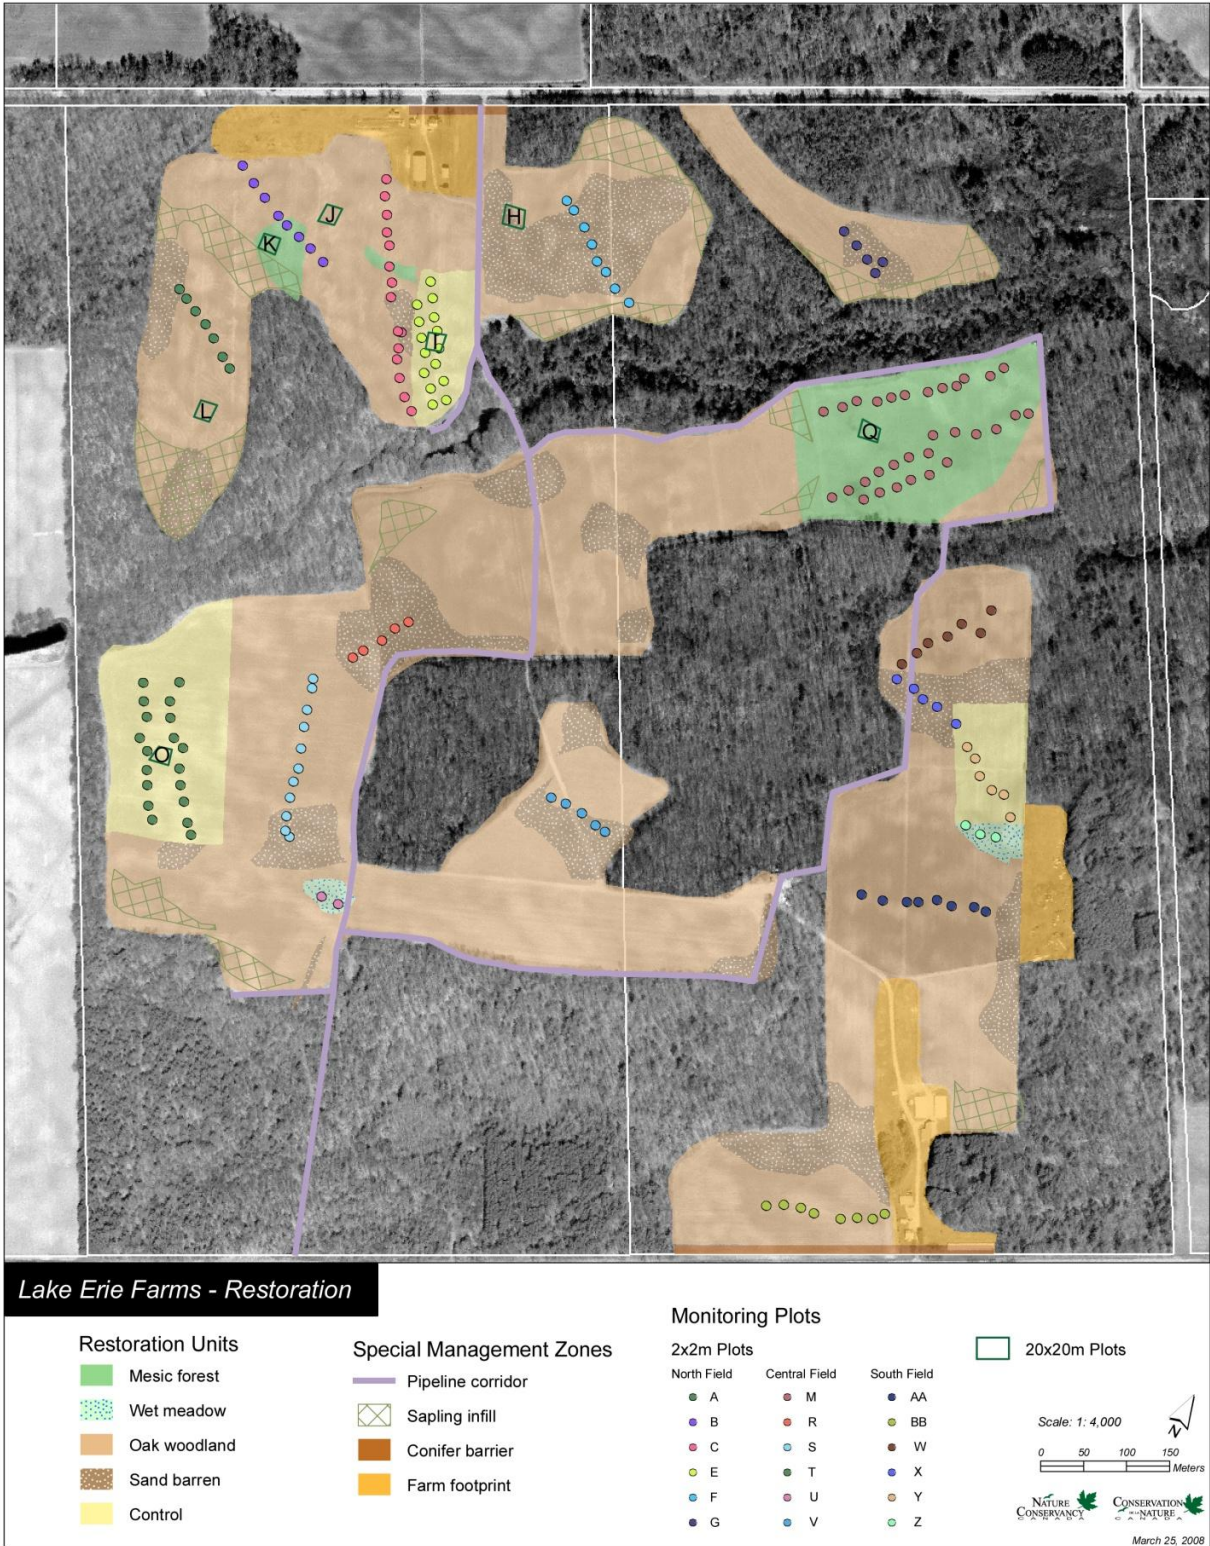 K
J
H
I
L
Q
O
Lake Erie Farms - Restoration
Restoration Units
Mesic forest
Wet meadow
Oak woodland
Sand barren
Control
Special Management Zones
Pipeline corridor
Sapling infill
Conifer barrier
Farm footprint
Monitoring Plots
2x2m Plots
North Field
A
B
C
E
F
G
Central Field
M
R
S
T
U
V
South Field
AA
BB
W
X
Y
Z
20x20m Plots
Scale: 1: 4,000
N
0 50 100 150
Meters
NATURE
CONSERVANCY
CANADA
CONSERVATION
DE LA NATURE
CANADA
March 25, 2008